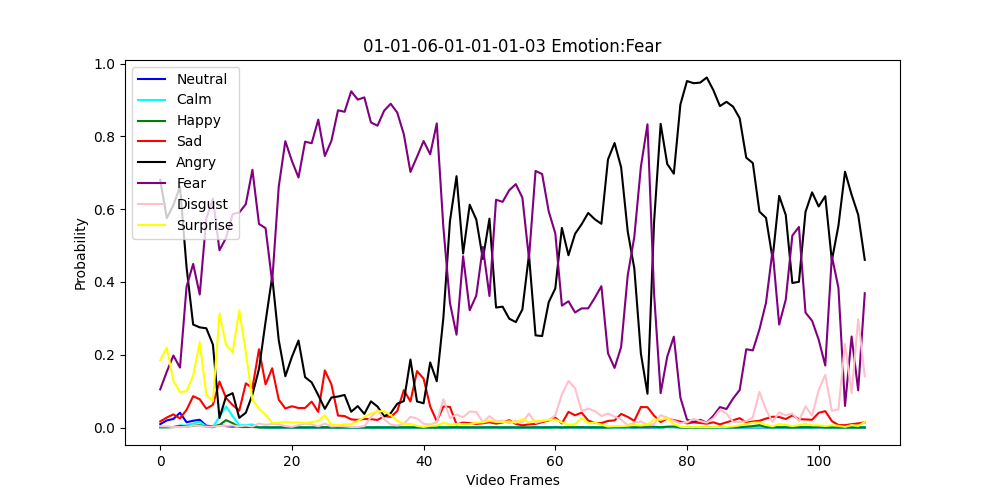 01-01-06-01-01-01-03 Emotion:Fear
1.0
0.8
0.6
0.4
0.2
0.0
Probability
Neutral
Calm
Happy
Sad
Angry
Fear
Disgust
Surprise
0 20 40 60 80 100
Video Frames